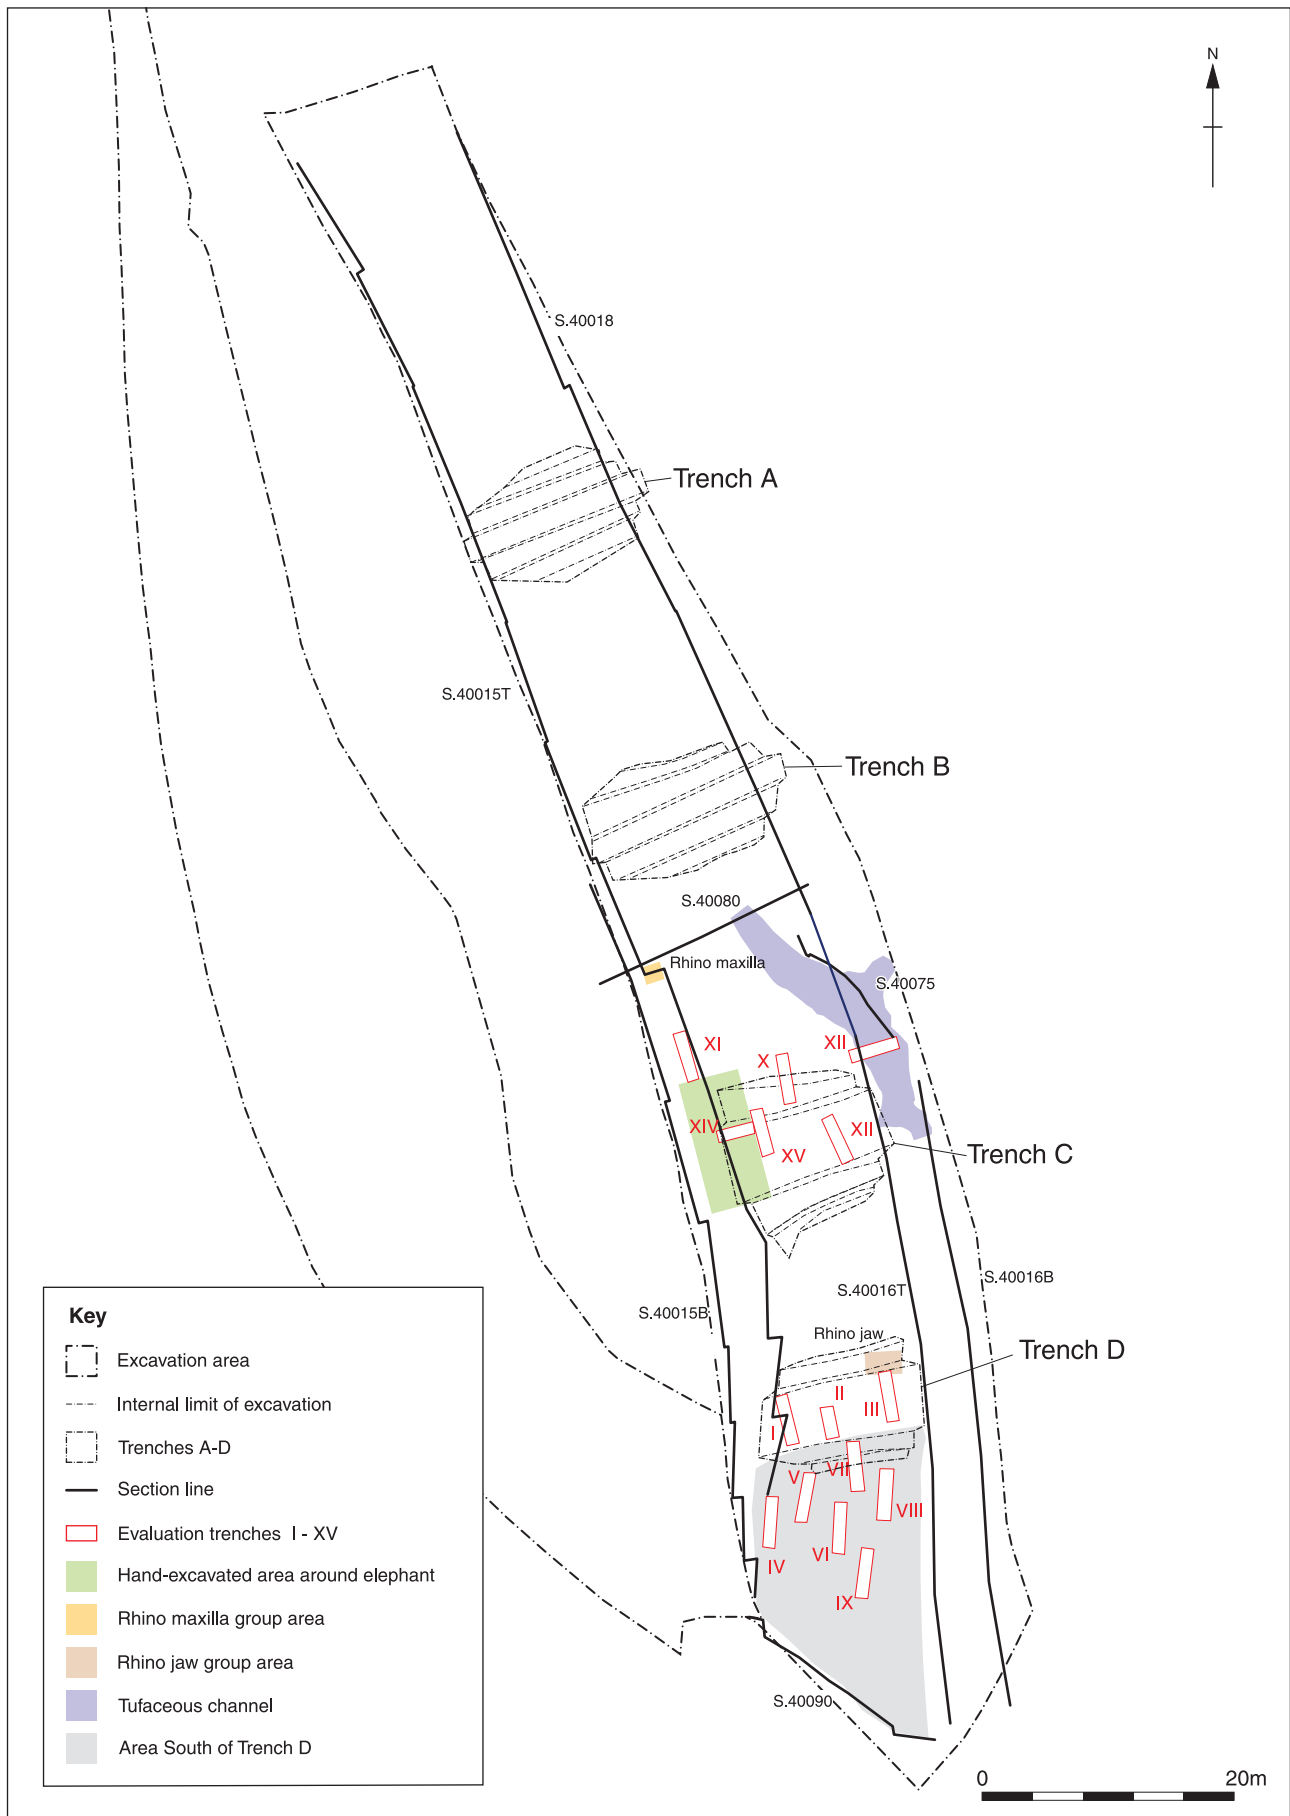 N
S.40018
Trench A
S.40015T
Trench B
S.40080
Rhino maxilla
S.40075
XI
X
XII
XIV
XV
XII
Trench C
S.40016B
S.40016T
S.40015B
Rhino jaw
Trench D
II
III
I
V
VII
VIII
IV
VI
IX
S.40090
Key
Excavation area
Internal limit of excavation
Trenches A-D
Section line
Evaluation trenches I - XV
Hand-excavated area around elephant
Rhino maxilla group area
Rhino jaw group area
Tufaceous channel
Area South of Trench D
0 20m